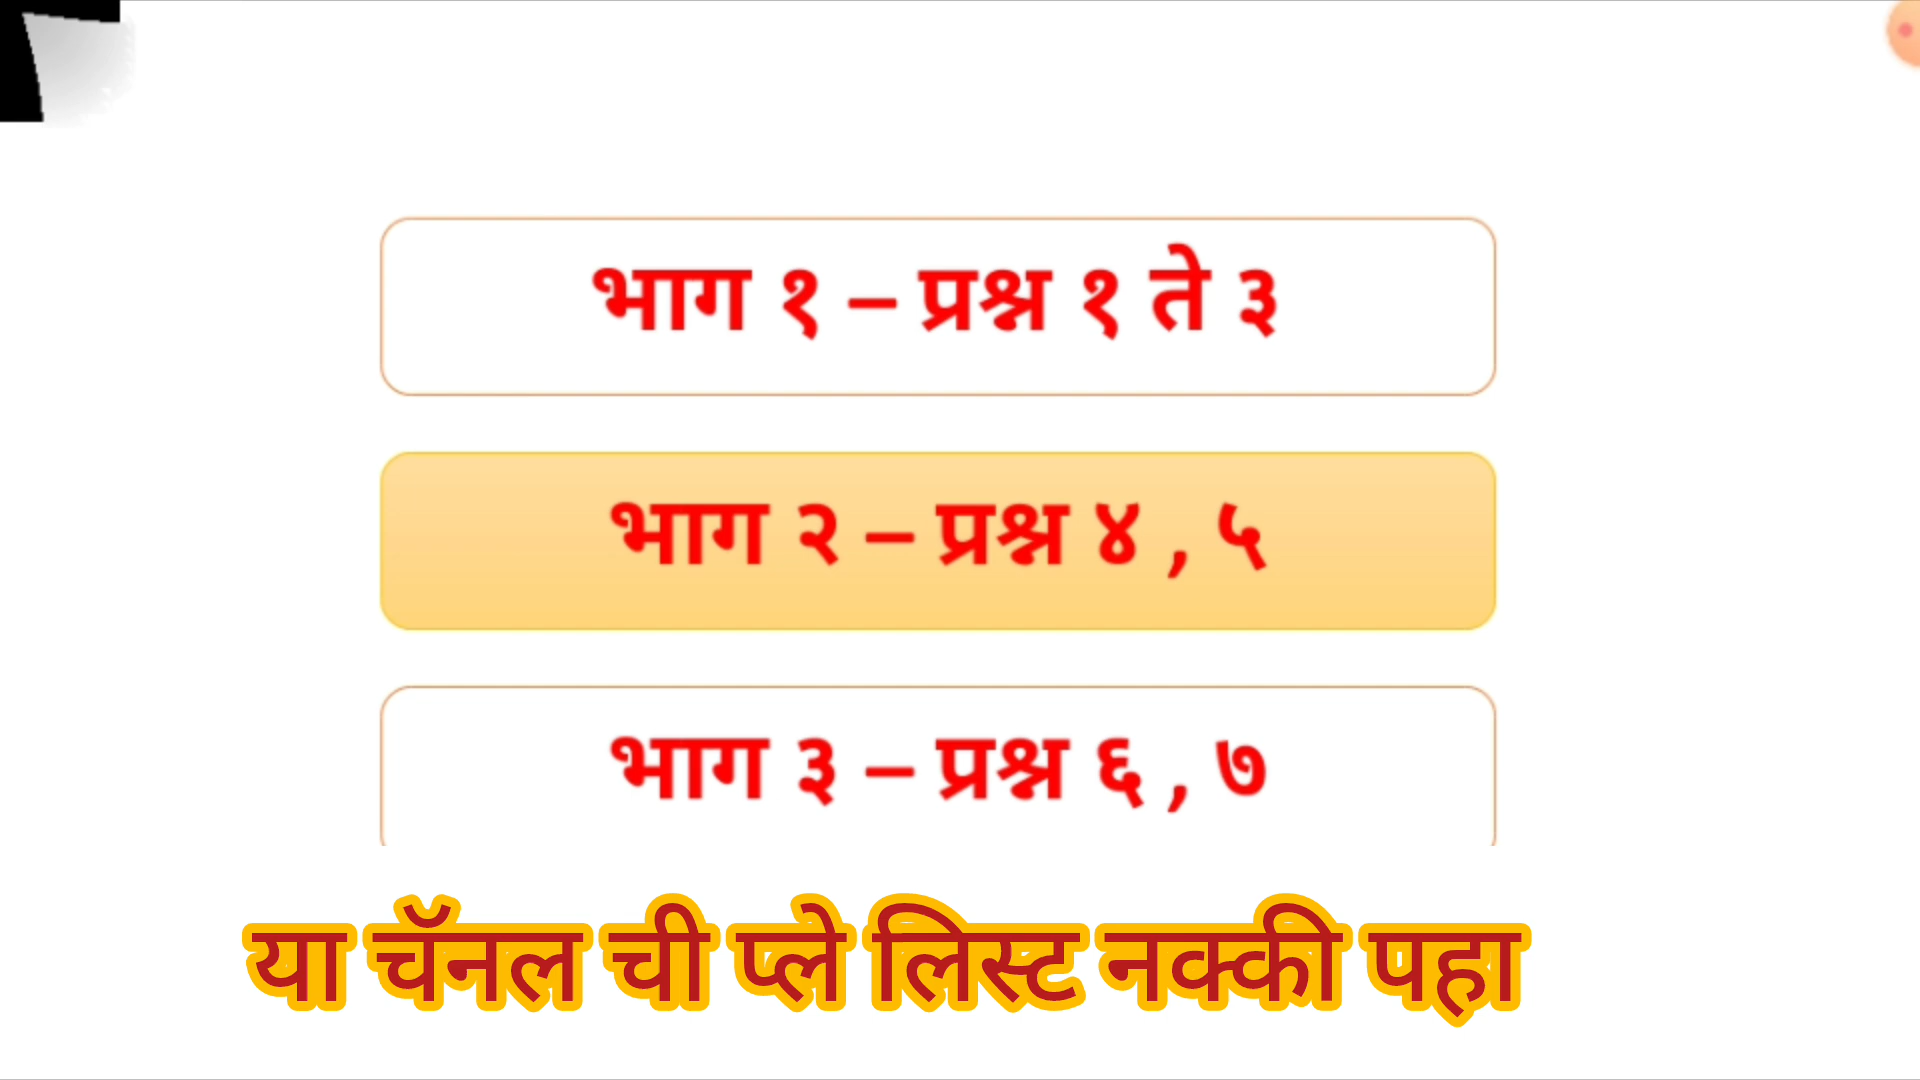 भाग १ – प्रश्न १ ते ३
भाग २ – प्रश्न ४ , ५
भाग ३ – प्रश्न ६ , ७
या चॅनल ची प्ले लिस्ट नक्की पहा